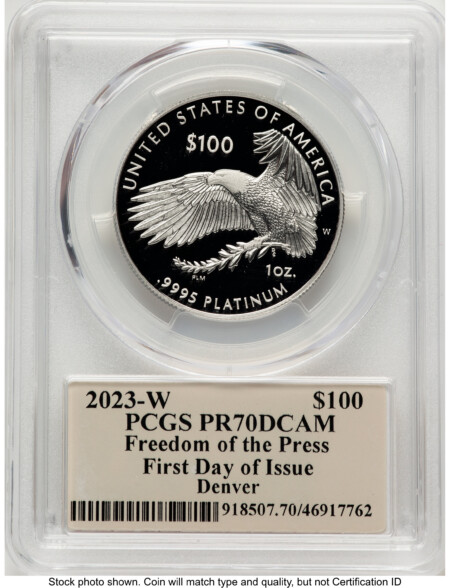 UNITED STATES OF AMERICA
$100
W
1oz.
PLM
.9995 PLATINUM
2023-W $100
PCGS PR70DCAM
Freedom of the Press
First Day of Issue
Denver
918507.70/46917762
Stock photo shown. Coin will match type and quality, but not Certification ID